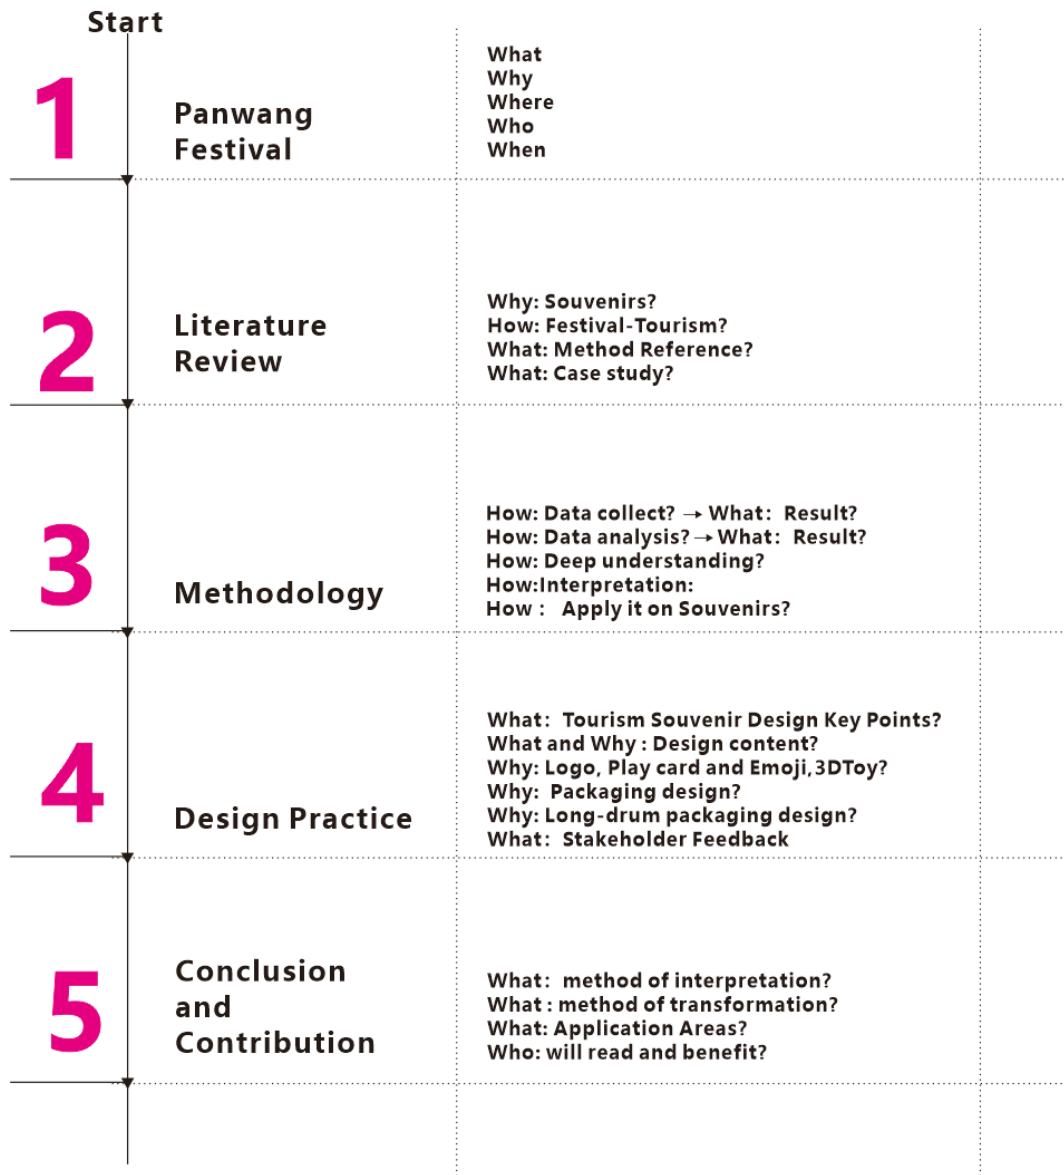 Start
1
Panwang
Festival
What
Why
Where
Who
When
2
Literature
Review
Why: Souvenirs?
How: Festival-Tourism?
What: Method Reference?
What: Case study?
3
Methodology
How: Data collect? → What: Result?
How: Data analysis? → What: Result?
How: Deep understanding?
How:Interpretation:
How : Apply it on Souvenirs?
4
Design Practice
What: Tourism Souvenir Design Key Points?
What and Why : Design content?
Why: Logo, Play card and Emoji,3DToy?
Why: Packaging design?
Why: Long-drum packaging design?
What: Stakeholder Feedback
5
Conclusion
and
Contribution
What: method of interpretation?
What : method of transformation?
What: Application Areas?
Who: will read and benefit?